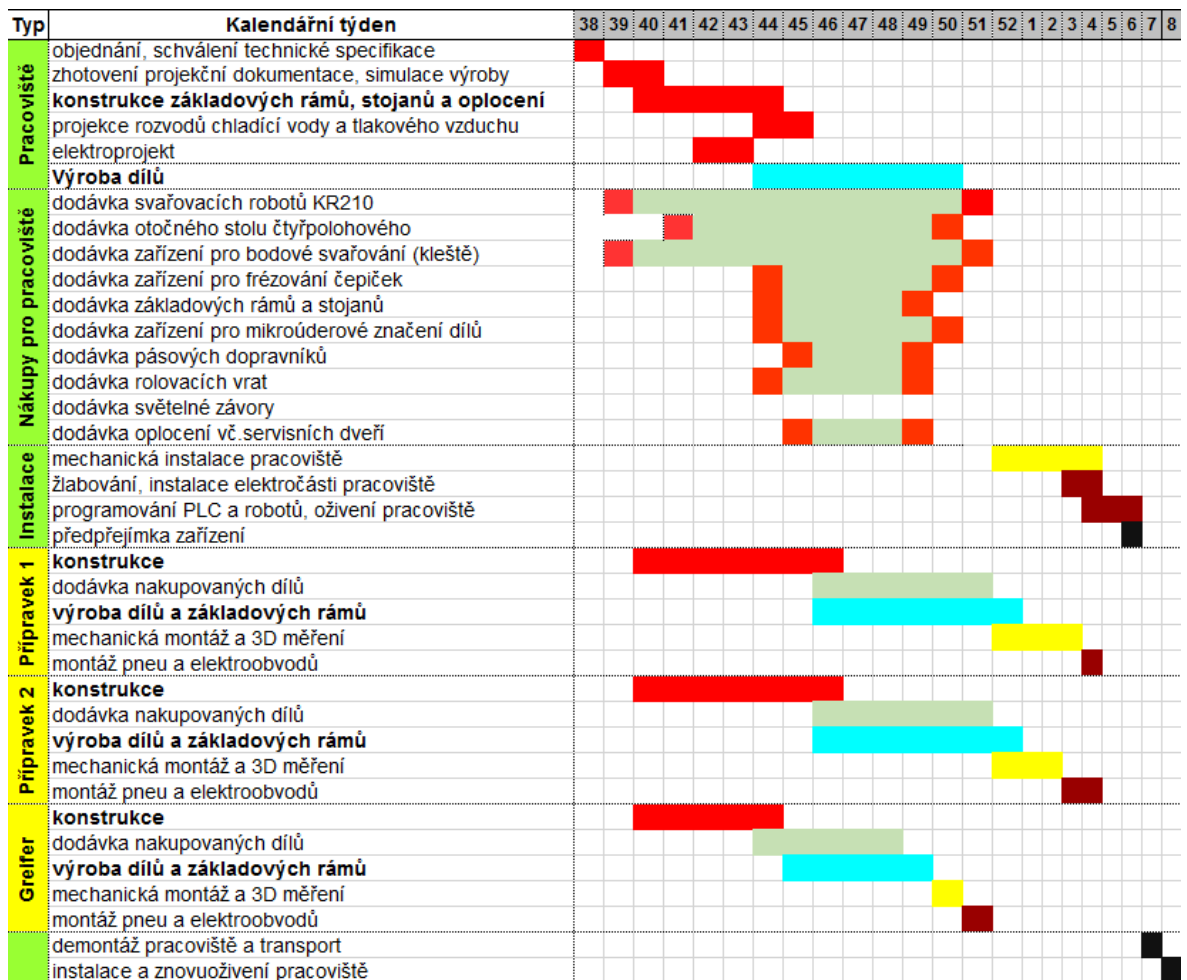 Typ Kalendářní týden 38 39 40 41 42 43 44 45 46 47 48 49 50 51 52 1 2 3 4 5 6 7 8
Pracoviště
objednání, schválení technické specifikace
zhotovení projekční dokumentace, simulace výroby
konstrukce základových rámů, stojanů a oplocení
projekce rozvodů chladící vody a tlakového vzduchu
elektroprojekt
Výroba dílů
Nákupy pro pracoviště
dodávka svařovacích robotů KR210
dodávka otočného stolu čtyřpolohového
dodávka zařízení pro bodové svařování (kleště)
dodávka zařízení pro frézování čepiček
dodávka základových rámů a stojanů
dodávka zařízení pro mikroúderové značení dílů
dodávka pásových dopravníků
dodávka rolovacích vrat
dodávka světelné závory
dodávka oplocení vč.servisních dveří
Instalace
mechanická instalace pracoviště
žlabování, instalace elektročásti pracoviště
programování PLC a robotů, oživení pracoviště
předpřejímka zařízení
Přípravek 1
konstrukce
dodávka nakupovaných dílů
výroba dílů a základových rámů
mechanická montáž a 3D měření
montáž pneu a elektroobvodů
Přípravek 2
konstrukce
dodávka nakupovaných dílů
výroba dílů a základových rámů
mechanická montáž a 3D měření
montáž pneu a elektroobvodů
Greifer
konstrukce
dodávka nakupovaných dílů
výroba dílů a základových rámů
mechanická montáž a 3D měření
montáž pneu a elektroobvodů
demontáž pracoviště a transport
instalace a znovuoživení pracoviště